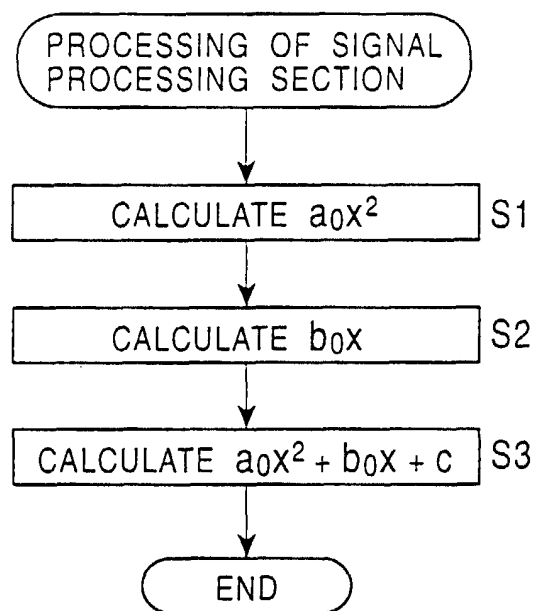 PROCESSING OF SIGNAL
PROCESSING SECTION
CALCULATE a₀x² S1
CALCULATE b₀x S2
CALCULATE a₀x² + b₀x + c S3
END